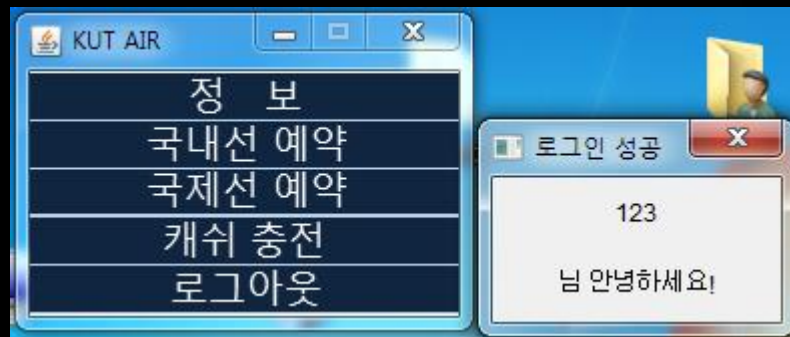 KUT AIR
정 보
국내선 예약
국제선 예약
캐쉬 충전
로그아웃
로그인 성공
123
님 안녕하세요!